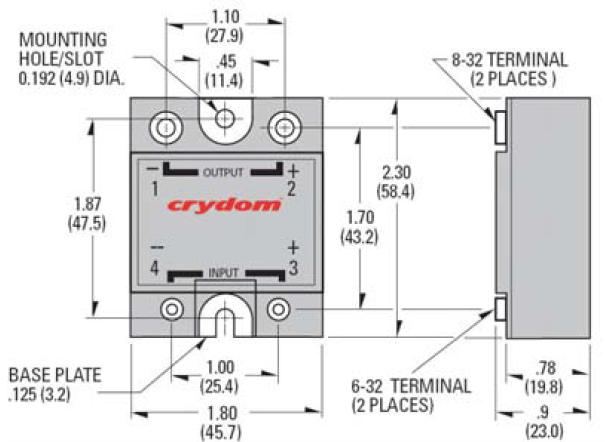 1.10
(27.9)
MOUNTING
HOLE/SLOT
0.192 (4.9) DIA.
.45
(11.4)
8-32 TERMINAL
(2 PLACES )
– OUTPUT +
1 2
2.30
(58.4)
1.87
(47.5)
crydom
1.70
(43.2)
-- +
4 INPUT 3
BASE PLATE
.125 (3.2)
1.00
(25.4)
6-32 TERMINAL
(2 PLACES)
.78
(19.8)
1.80
(45.7)
.9
(23.0)